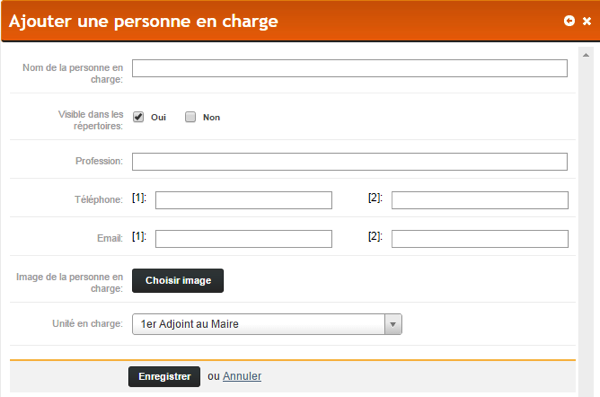 Ajouter une personne en charge
Nom de la personne en
charge:
Visible dans les
répertoires:
Oui
Non
Profession:
Téléphone:
[1]:
[2]:
Email:
[1]:
[2]:
Image de la personne en
charge:
Choisir image
Unité en charge:
1er Adjoint au Maire
Enregistrer ou Annuler